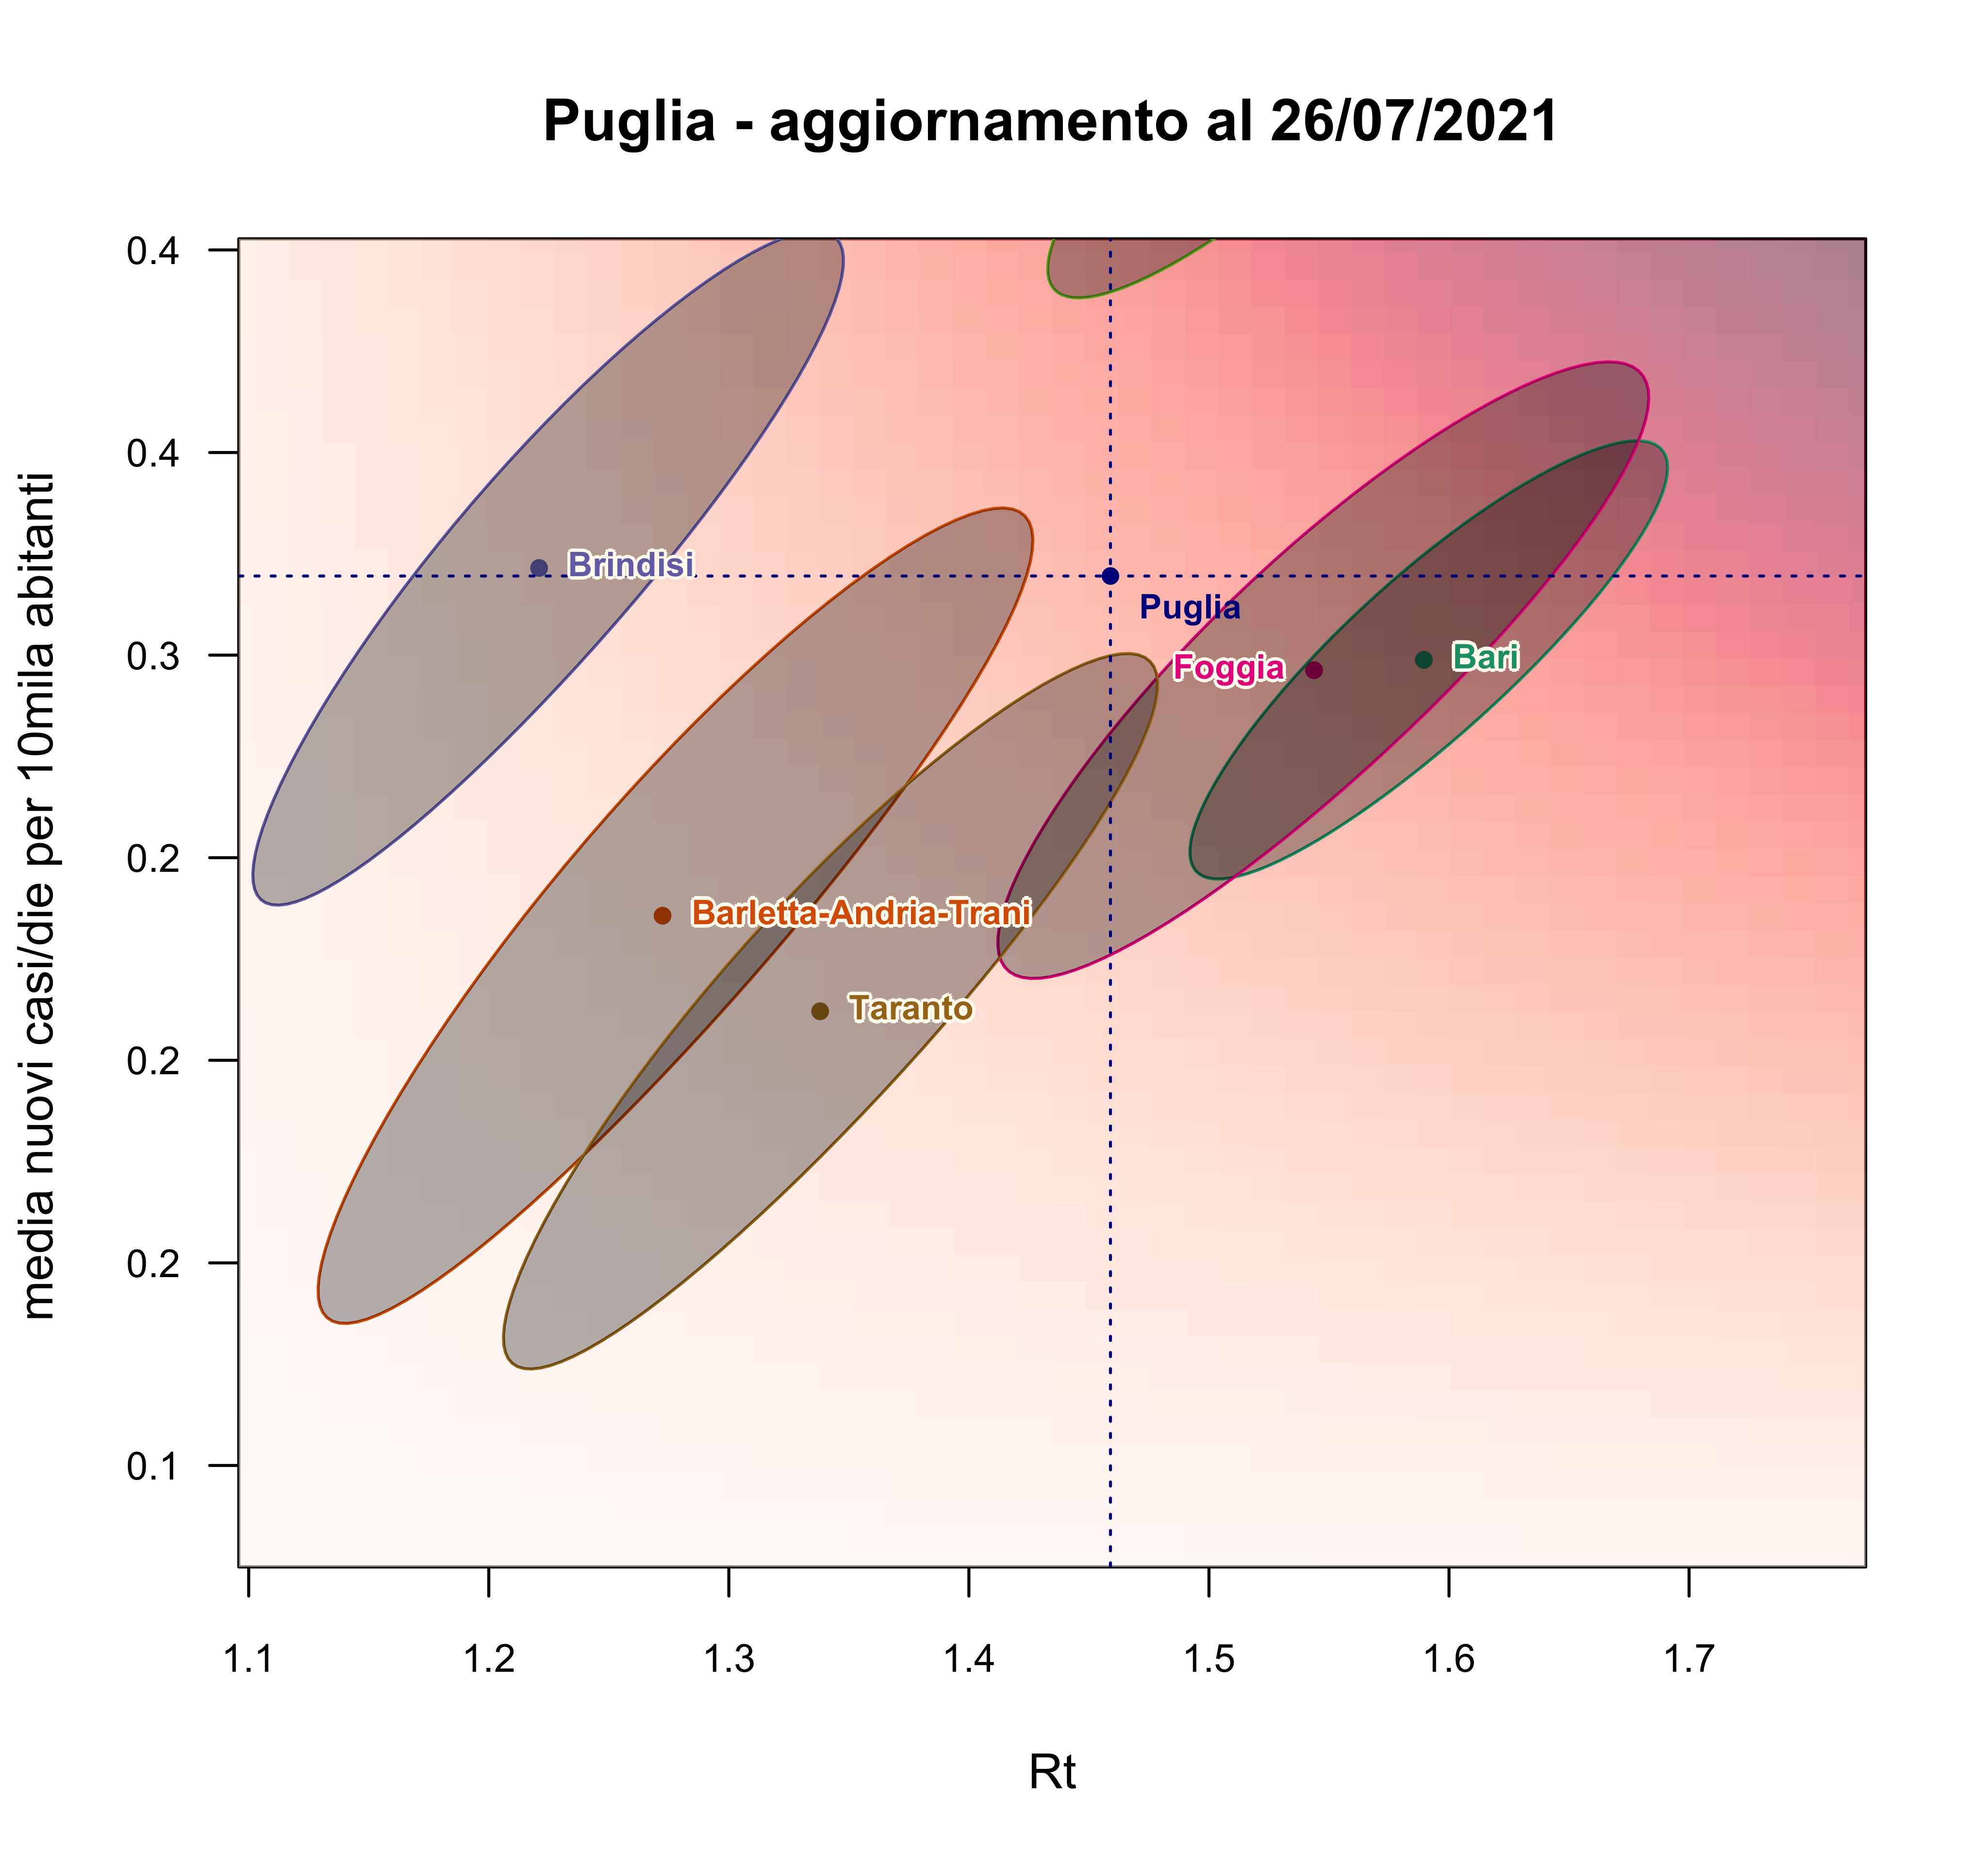 Puglia - aggiornamento al 26/07/2021
media nuovi casi/die per 10mila abitanti
0.4
0.4
0.3
0.2
0.2
0.2
0.1
Brindisi
Puglia
Foggia
Bari
Barletta-Andria-Trani
Taranto
1.1
1.2
1.3
1.4
1.5
1.6
1.7
Rt